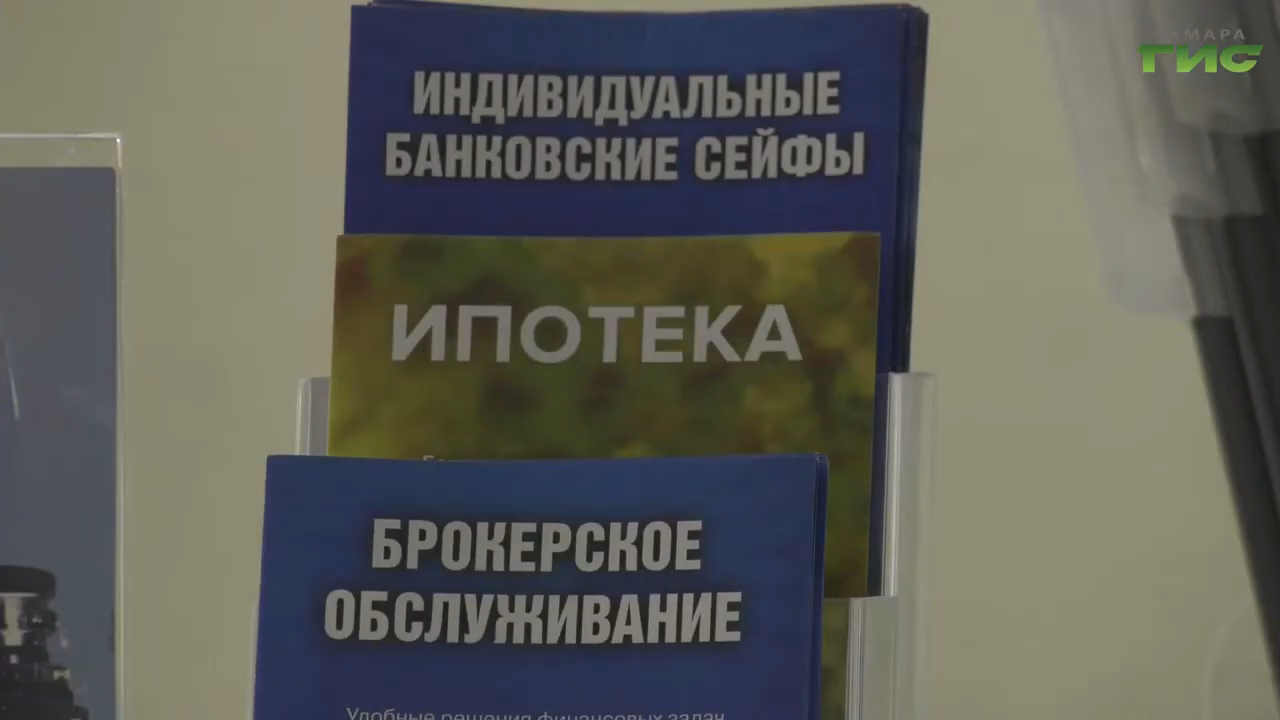 ИНДИВИДУАЛЬНЫЕ
БАНКОВСКИЕ СЕЙФЫ
ИПОТЕКА
БРОКЕРСКОЕ
ОБСЛУЖИВАНИЕ
Удобные решения финансовых задач
САМАРА
ГИС